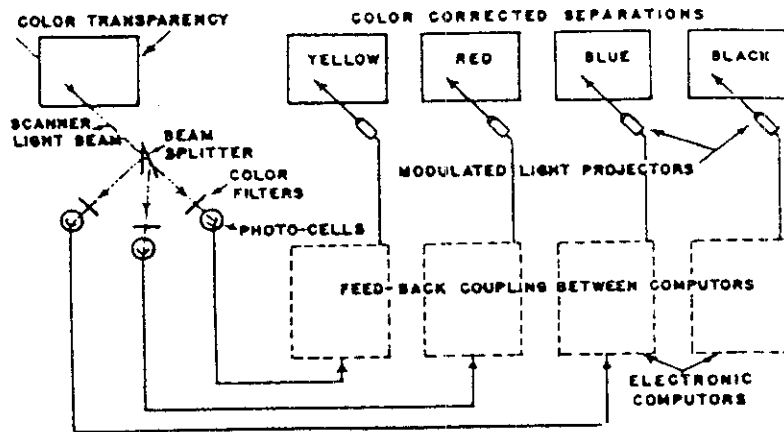 COLOR TRANSPARENCY
COLOR CORRECTED SEPARATIONS
YELLOW
RED
BLUE
BLACK
SCANNER
LIGHT BEAM
BEAM
SPLITTER
COLOR
FILTERS
PHOTO-CELLS
MODULATED LIGHT PROJECTORS
FEED-BACK COUPLING BETWEEN COMPUTORS
ELECTRONIC
COMPUTORS